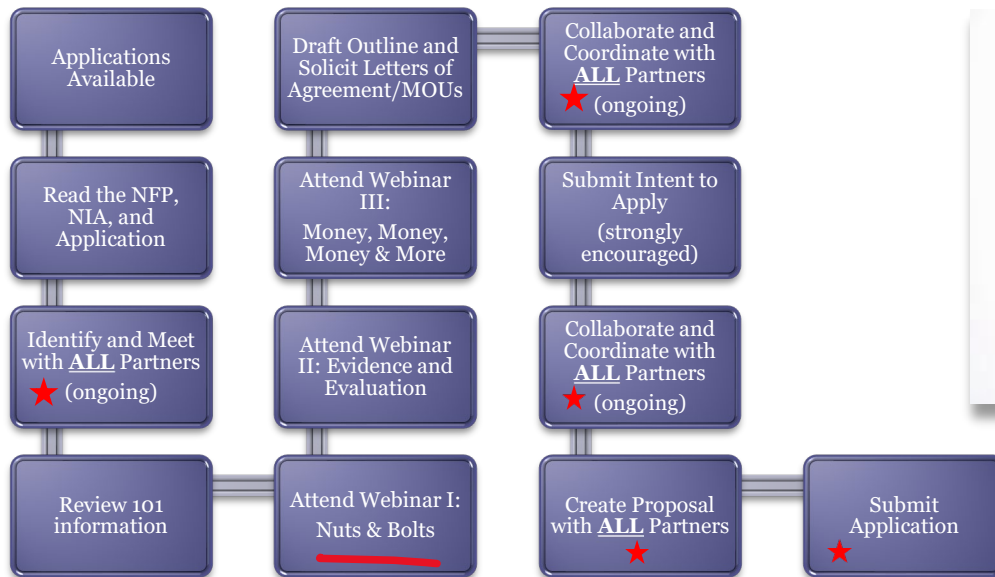 Applications
Available
Read the NFP,
NIA, and
Application
Identify and Meet
with ALL Partners
(ongoing)
Review 101
information
Attend Webinar I:
Nuts & Bolts
Attend Webinar
II: Evidence and
Evaluation
Attend Webinar
III:
Money, Money,
Money & More
Draft Outline and
Solicit Letters of
Agreement/MOUs
Collaborate and
Coordinate with
ALL Partners
(ongoing)
Submit Intent to
Apply
(strongly
encouraged)
Collaborate and
Coordinate with
ALL Partners
(ongoing)
Create Proposal
with ALL Partners
Submit
Application